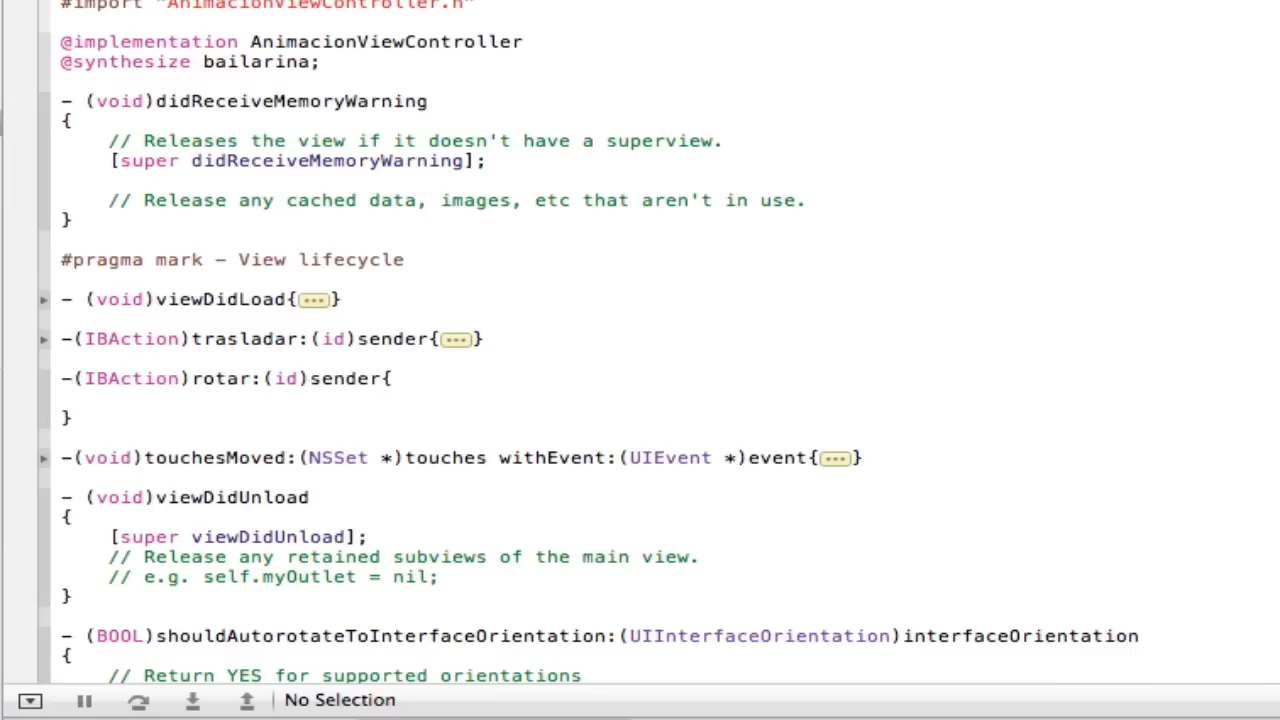 #import "AnimacionViewController.h"
@implementation AnimacionViewController
@synthesize bailarina;
- (void)didReceiveMemoryWarning
{
// Releases the view if it doesn't have a superview.
[super didReceiveMemoryWarning];
// Release any cached data, images, etc that aren't in use.
}
#pragma mark - View lifecycle
- (void)viewDidLoad{...}
-(IBAction)trasladar:(id)sender{...}
-(IBAction)rotar:(id)sender{
}
-(void)touchesMoved:(NSSet *)touches withEvent:(UIEvent *)event{...}
- (void)viewDidUnload
{
[super viewDidUnload];
// Release any retained subviews of the main view.
// e.g. self.myOutlet = nil;
}
- (BOOL)shouldAutorotateToInterfaceOrientation:(UIInterfaceOrientation)interfaceOrientation
{
// Return YES for supported orientations
No Selection